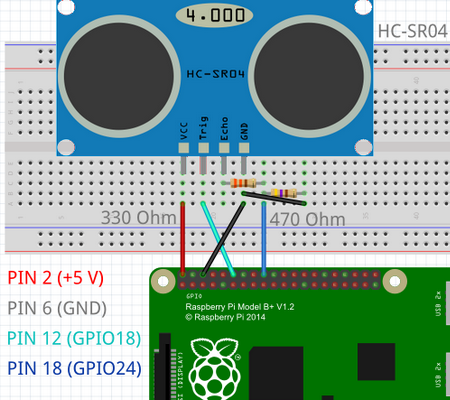 4.000
HC-SR04
HC-SR04
VCC
Trig
Echo
GND
330 Ohm
470 Ohm
PIN 2 (+5 V)
PIN 6 (GND)
PIN 12 (GPIO18)
PIN 18 (GPIO24)
GPIO
Raspberry Pi Model B+ V1.2
© Raspberry Pi 2014
USB 2x
USB 2x